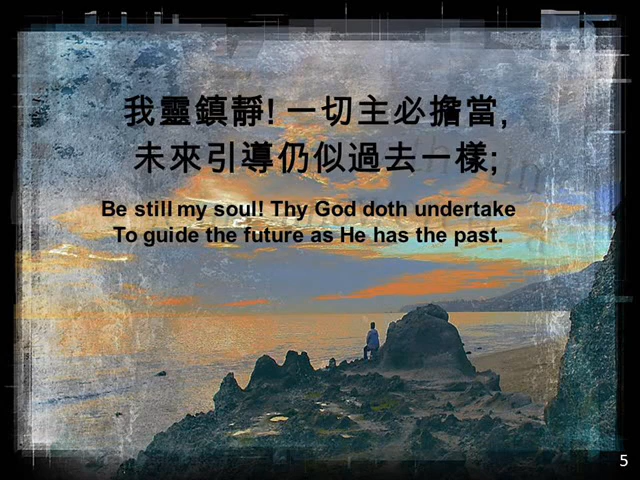 我靈鎮靜! 一切主必擔當,
未來引導仍似過去一樣;
Be still my soul! Thy God doth undertake
To guide the future as He has the past.
5